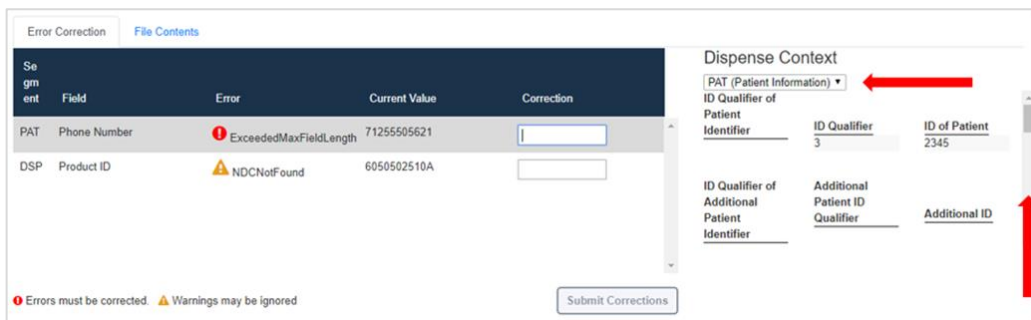 Error Correction File Contents
Se
gm
ent Field Error Current Value Correction
PAT Phone Number ExceededMaxFieldLength 71255505621
DSP Product ID NDCNotFound 6050502510A
Errors must be corrected. Warnings may be ignored
Submit Corrections
Dispense Context
PAT (Patient Information)
ID Qualifier of
Patient
Identifier ID Qualifier ID of Patient
3 2345
ID Qualifier of Additional
Additional Patient ID
Patient Qualifier Additional ID
Identifier